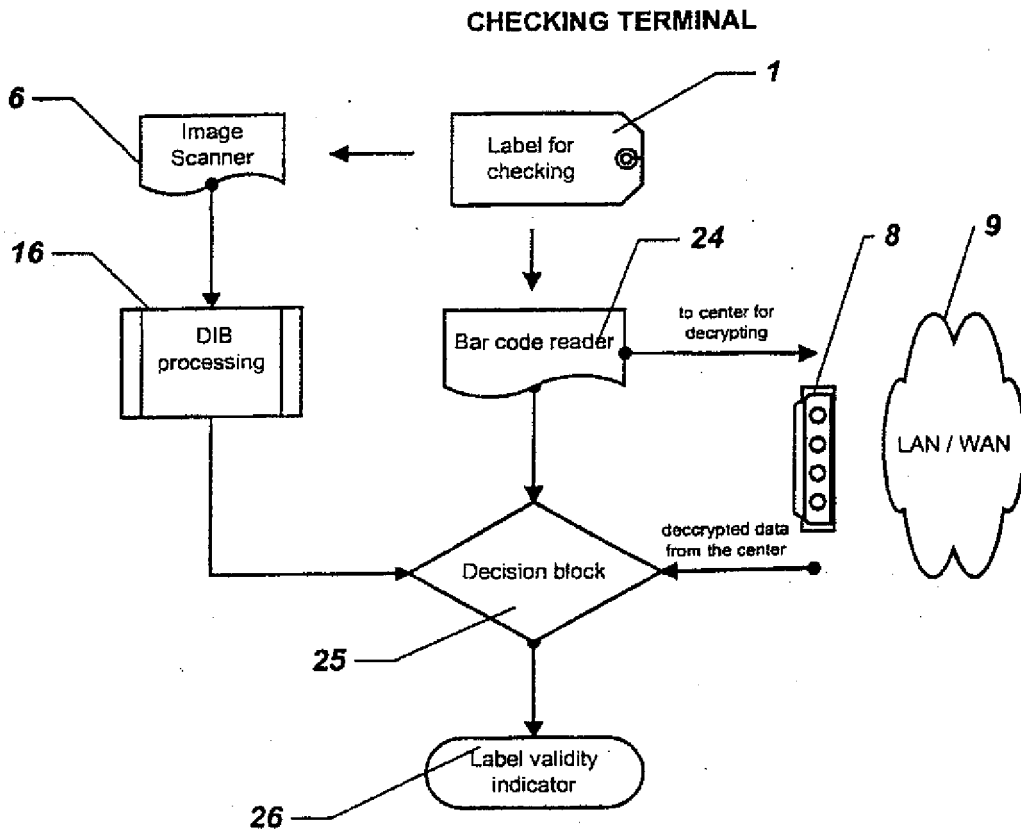 CHECKING TERMINAL
1
6
Image
Scanner
Label for
checking
24
8
9
16
to center for
decrypting
DIB
processing
Bar code reader
LAN / WAN
deccrypted data
from the center
Decision block
25
Label validity
indicator
26